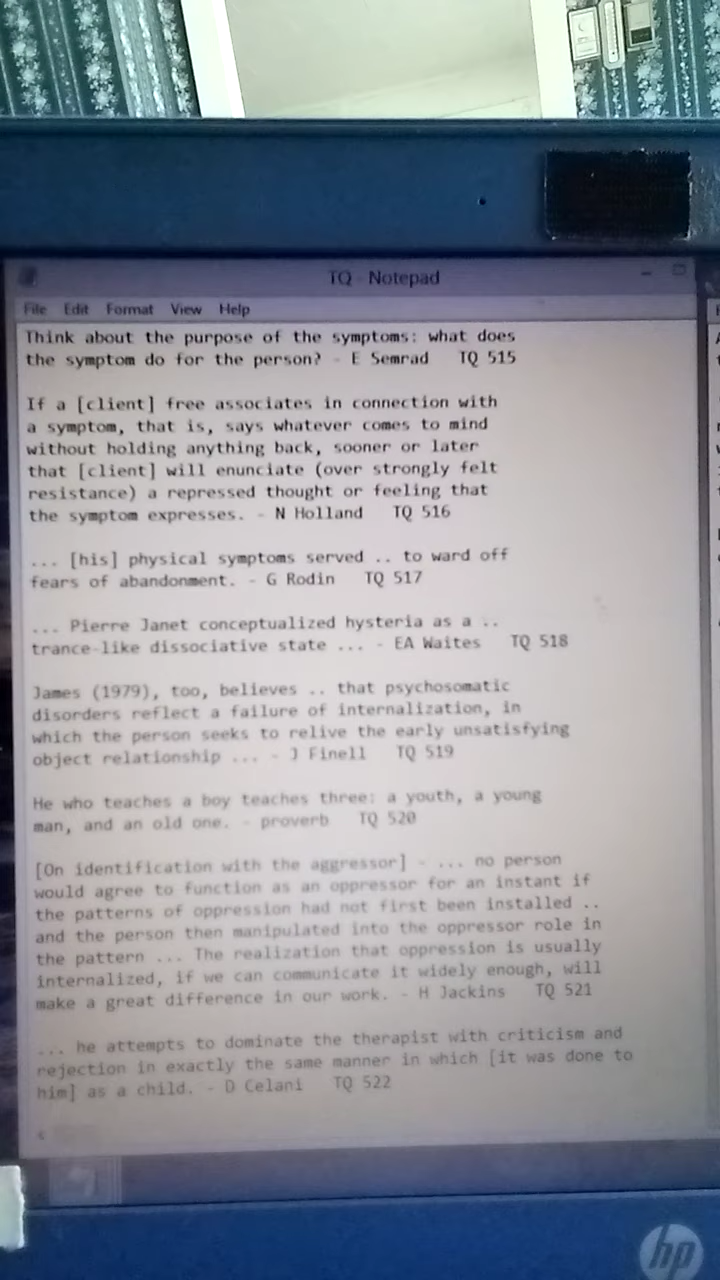 TQ - Notepad
File Edit Format View Help
Think about the purpose of the symptoms: what does
the symptom do for the person? - E Semrad TQ 515
If a [client] free associates in connection with
a symptom, that is, says whatever comes to mind
without holding anything back, sooner or later
that [client] will enunciate (over strongly felt
resistance) a repressed thought or feeling that
the symptom expresses. - N Holland TQ 516
... [his] physical symptoms served .. to ward off
fears of abandonment. - G Rodin TQ 517
... Pierre Janet conceptualized hysteria as a ..
trance-like dissociative state ... - EA Waites TQ 518
James (1979), too, believes .. that psychosomatic
disorders reflect a failure of internalization, in
which the person seeks to relive the early unsatisfying
object relationship ... - J Finell TQ 519
He who teaches a boy teaches three: a youth, a young
man, and an old one. - proverb TQ 520
[On identification with the aggressor] - ... no person
would agree to function as an oppressor for an instant if
the patterns of oppression had not first been installed ..
and the person then manipulated into the oppressor role in
the pattern ... The realization that oppression is usually
internalized, if we can communicate it widely enough, will
make a great difference in our work. - H Jackins TQ 521
... he attempts to dominate the therapist with criticism and
rejection in exactly the same manner in which [it was done to
him] as a child. - D Celani TQ 522
hp